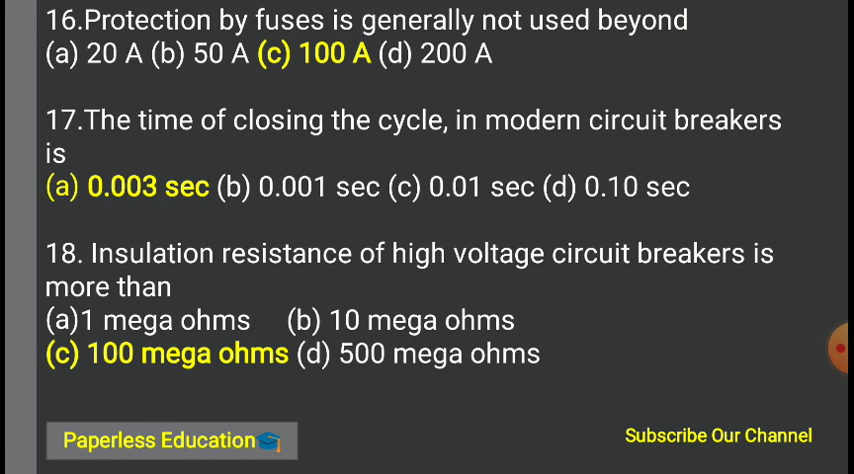 16.Protection by fuses is generally not used beyond
(a) 20 A (b) 50 A (c) 100 A (d) 200 A
17.The time of closing the cycle, in modern circuit breakers
is
(a) 0.003 sec (b) 0.001 sec (c) 0.01 sec (d) 0.10 sec
18. Insulation resistance of high voltage circuit breakers is
more than
(a)1 mega ohms (b) 10 mega ohms
(c) 100 mega ohms (d) 500 mega ohms
Paperless Education
Subscribe Our Channel